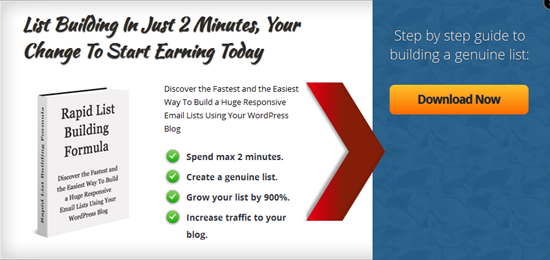 List Building In Just 2 Minutes, Your
Change To Start Earning Today
Rapid List Building Formula
Rapid List
Building
Formula
Discover the Fastest and
the Easiest Way To Build
a Huge Responsive
Email Lists Using Your
WordPress Blog
Discover the Fastest and the Easiest
Way To Build a Huge Responsive
Email Lists Using Your WordPress
Blog
Spend max 2 minutes.
Create a genuine list.
Grow your list by 900%.
Increase traffic to your
blog.
Step by step guide to
building a genuine list:
Download Now